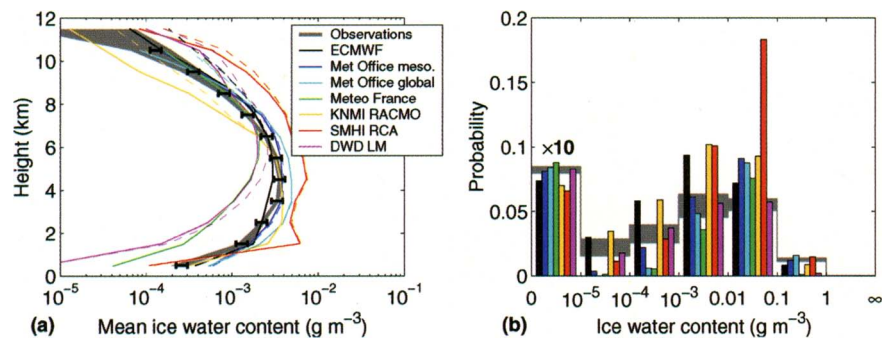 12
10
8
6
4
2
0
Height (km)
10⁻⁵
10⁻⁴
10⁻³
10⁻²
10⁻¹
(a)
Mean ice water content (g m⁻³)
Observations
ECMWF
Met Office meso.
Met Office global
Meteo France
KNMI RACMO
SMHI RCA
DWD LM
0.2
0.15
0.1
0.05
0
Probability
×10
0
10⁻⁵
10⁻⁴
10⁻³
0.01
0.1
1
∞
(b)
Ice water content (g m⁻³)